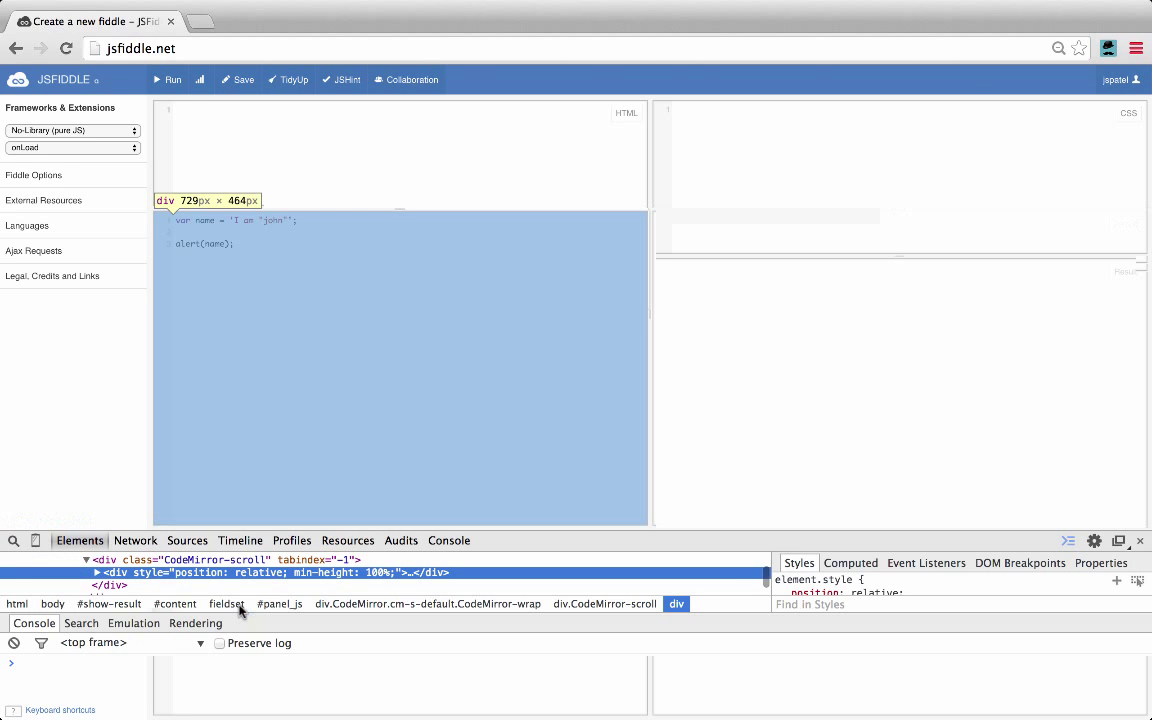 Create a new fiddle – JSFid
jsfiddle.net
JSFIDDLE α
Run
Save
TidyUp
JSHint
Collaboration
jspatel
Frameworks & Extensions
No-Library (pure JS)
onLoad
Fiddle Options
External Resources
Languages
Ajax Requests
Legal, Credits and Links
1
HTML
1
CSS
div 729px × 464px
1 var name = 'I am "john"';
2
3 alert(name);
Result
Elements Network Sources Timeline Profiles Resources Audits Console
▼<div class="CodeMirror-scroll" tabindex="-1">
▶<div style="position: relative; min-height: 100%;">…</div>
</div>
html body #show-result #content fieldset #panel_js div.CodeMirror.cm-s-default.CodeMirror-wrap div.CodeMirror-scroll div
Styles Computed Event Listeners DOM Breakpoints Properties
element.style {
position: relative;
Find in Styles
Console Search Emulation Rendering
<top frame> ▼ Preserve log
>
? Keyboard shortcuts